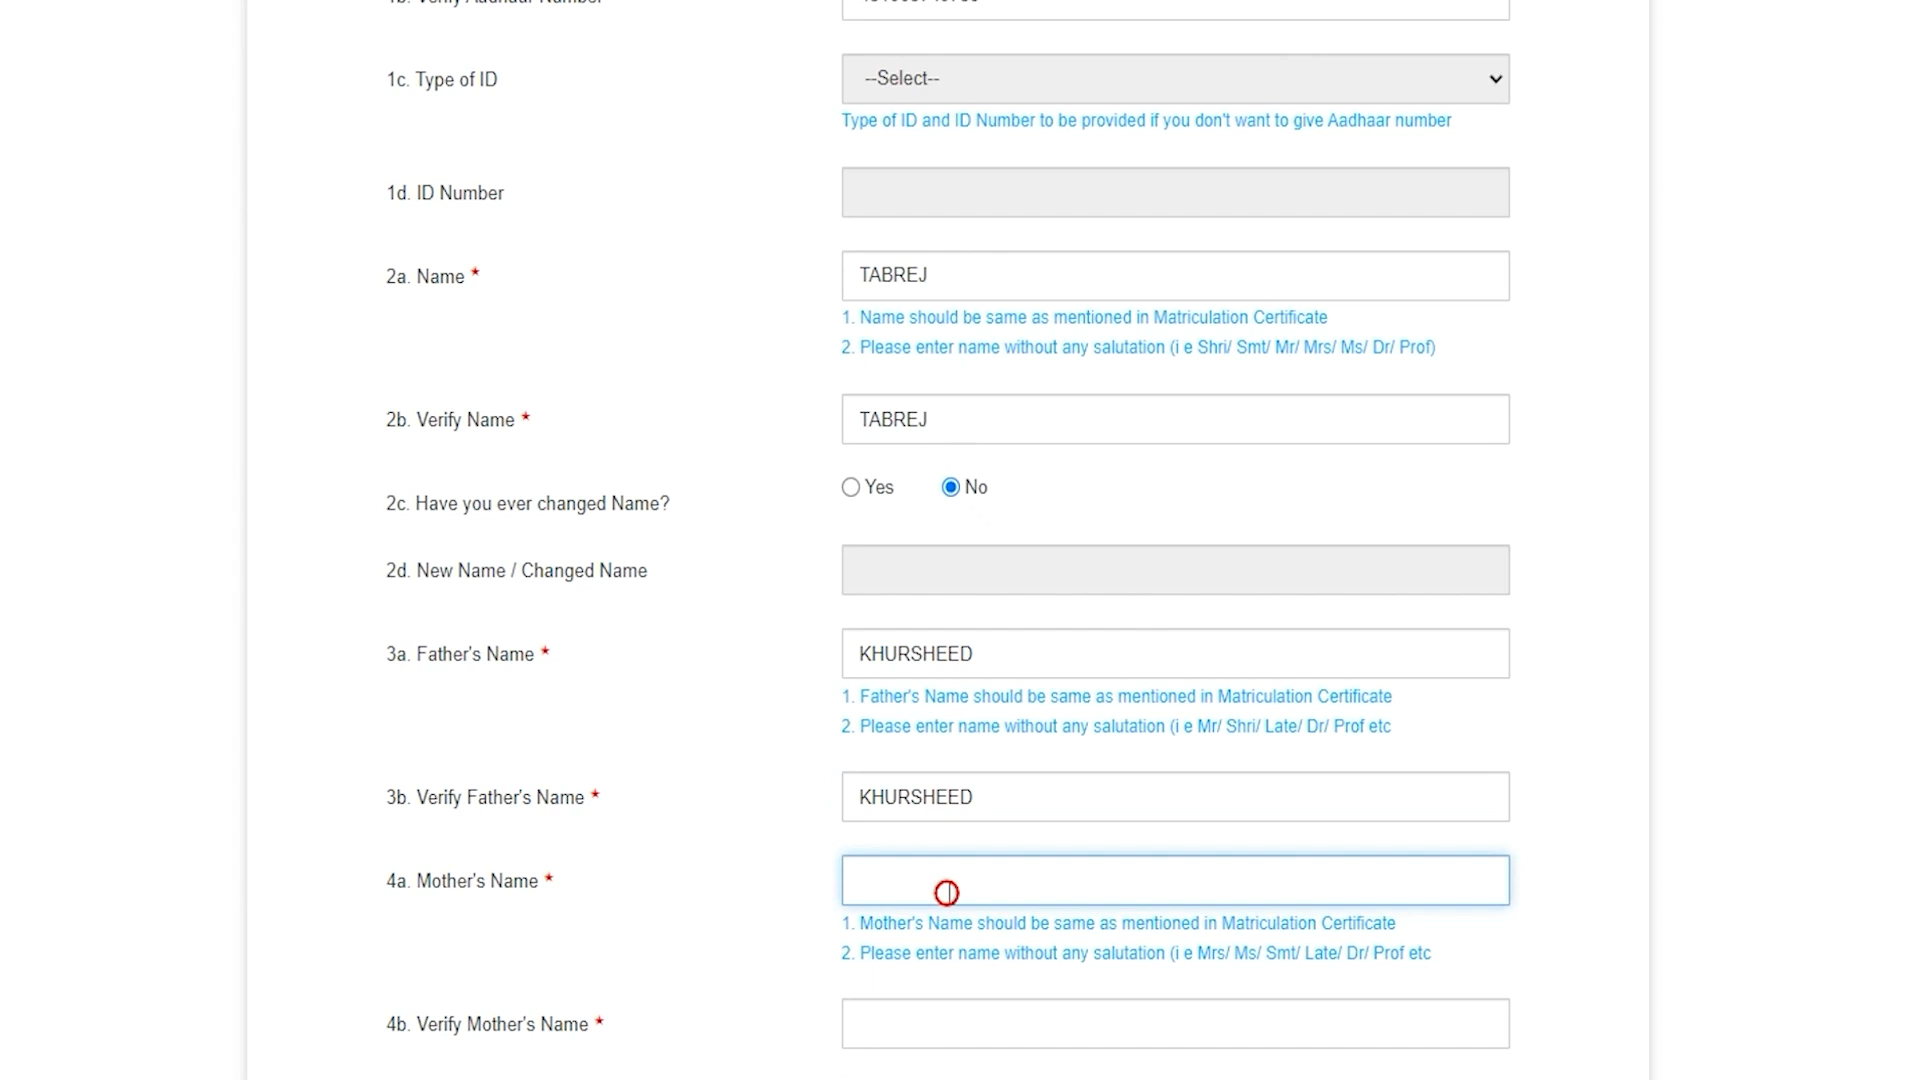 1c. Type of ID
--Select--
Type of ID and ID Number to be provided if you don't want to give Aadhaar number
1d. ID Number
2a. Name *
TABREJ
1. Name should be same as mentioned in Matriculation Certificate
2. Please enter name without any salutation (i e Shri/ Smt/ Mr/ Mrs/ Ms/ Dr/ Prof)
2b. Verify Name *
TABREJ
Yes No
2c. Have you ever changed Name?
2d. New Name / Changed Name
3a. Father's Name *
KHURSHEED
1. Father's Name should be same as mentioned in Matriculation Certificate
2. Please enter name without any salutation (i e Mr/ Shri/ Late/ Dr/ Prof etc
3b. Verify Father's Name *
KHURSHEED
4a. Mother's Name *
1. Mother's Name should be same as mentioned in Matriculation Certificate
2. Please enter name without any salutation (i e Mrs/ Ms/ Smt/ Late/ Dr/ Prof etc
4b. Verify Mother's Name *